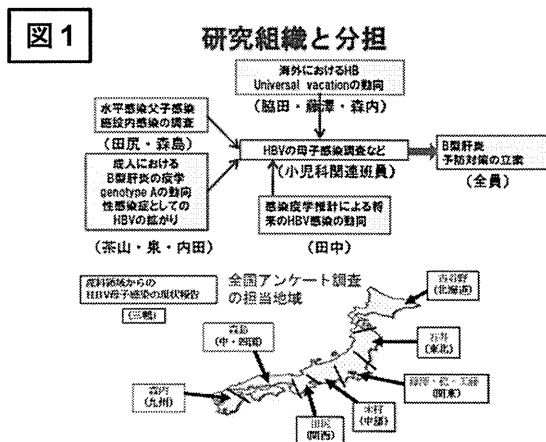 図1
研究組織と分担
海外におけるHB
Universal vacationの動向
(脇田・藤澤・森内)
水平感染父子感染
施設内感染の調査
(田尻・森島)
HBVの母子感染調査など
(小児科関連班員)
B型肝炎
予防対策の立案
(全員)
成人における
B型肝炎の疫学
genotype Aの動向
性感染症としての
HBVの拡がり
(茶山・泉・内田)
感染疫学推計による将
来のHBV感染の動向
(田中)
産科領域からの
HBV母子感染の現状報告
(三鴨)
全国アンケート調査
の担当地域
(北海道)
石井
(東北)
森島
(中・四国)
藤澤・乾・工藤
(関東)
森内
(九州)
木村
(中部)
田尻
(関西)